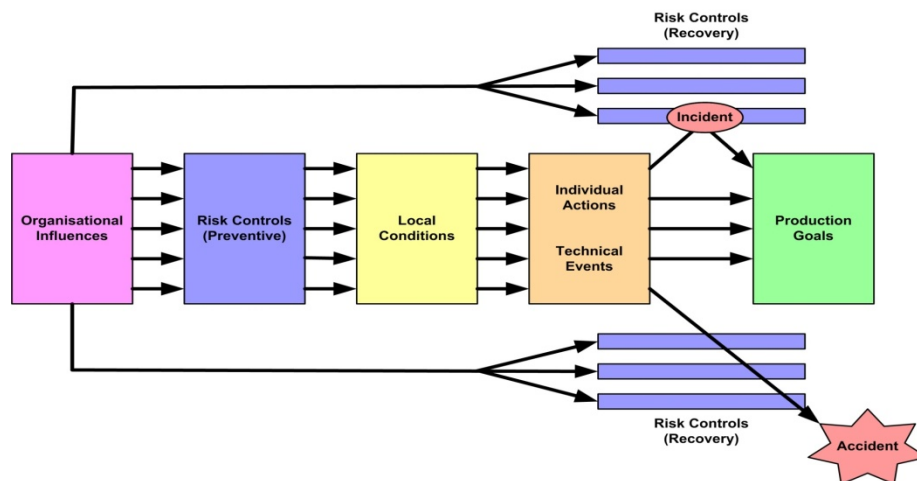 Risk Controls
(Recovery)
Incident
Organisational
Influences
Risk Controls
(Preventive)
Local
Conditions
Individual
Actions
Technical
Events
Production
Goals
Risk Controls
(Recovery)
Accident